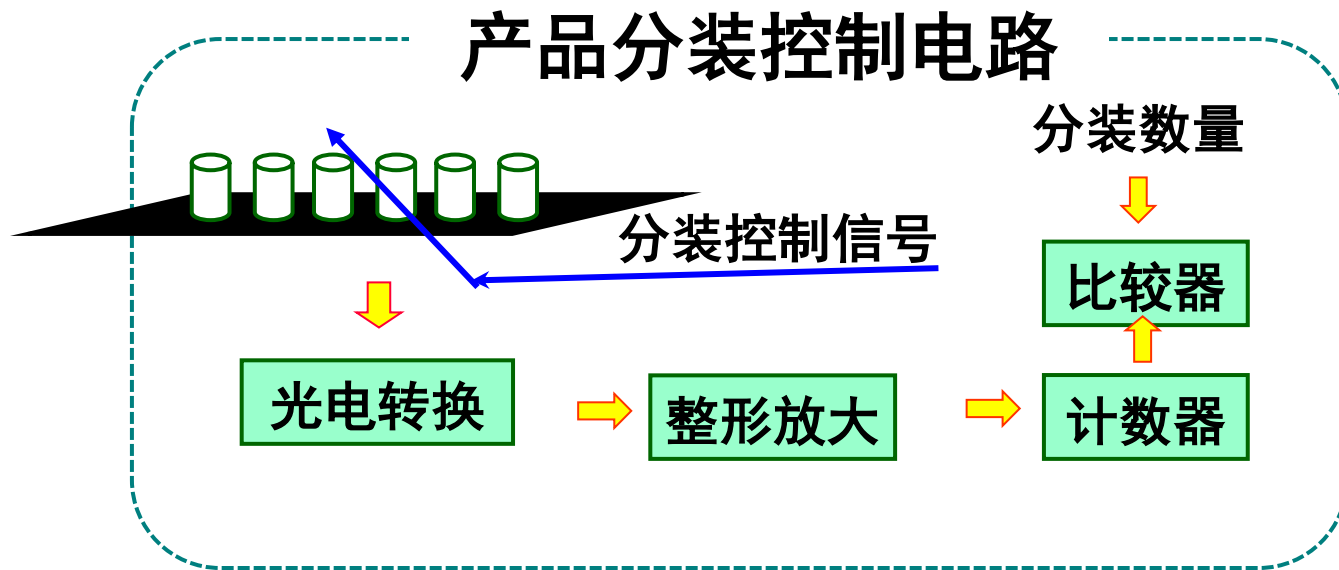 产品分装控制电路
分装数量
分装控制信号
比较器
光电转换
整形放大
计数器